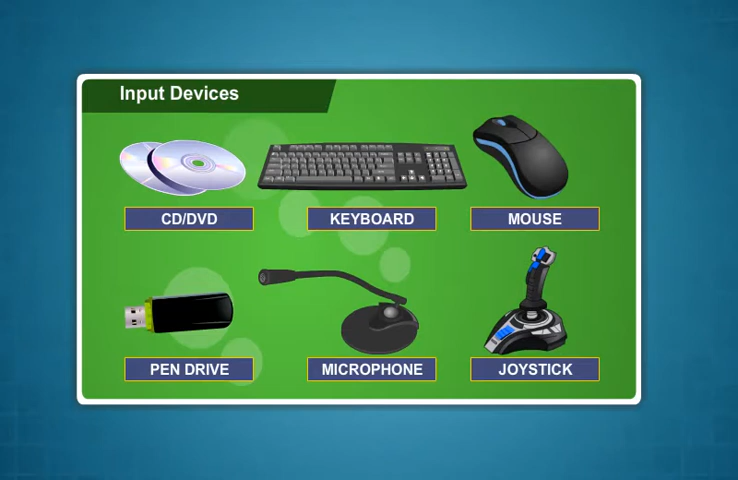 Input Devices
CD/DVD
KEYBOARD
MOUSE
PEN DRIVE
MICROPHONE
JOYSTICK